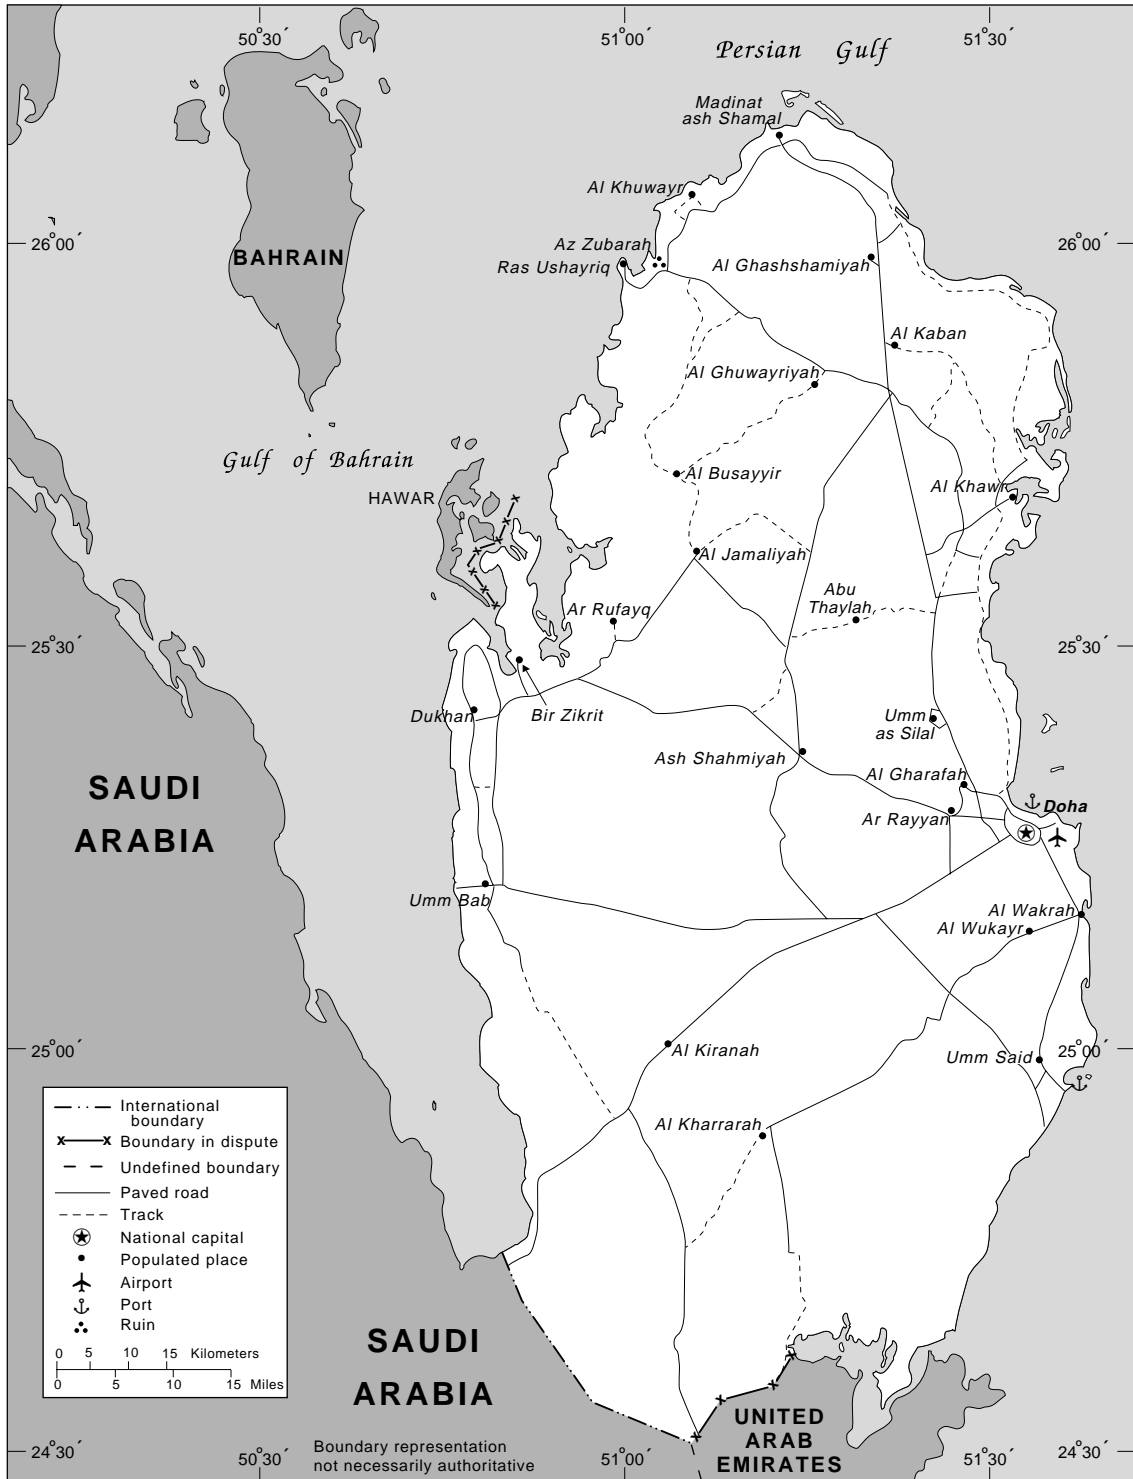 50°30´
51°00´
51°30´
Persian Gulf
Madinat
ash Shamal
Al Khuwayr
26°00´
BAHRAIN
Az Zubarah
Ras Ushayriq
Al Ghashshamiyah
26°00´
Al Kaban
Al Ghuwayriyah
Gulf of Bahrain
HAWAR
Al Busayyir
Al Khawr
Al Jamaliyah
Abu
Thaylah
Ar Rufayq
25°30´
25°30´
Dukhan
Bir Zikrit
Umm
as Silal
Ash Shahmiyah
Al Gharafah
SAUDI
ARABIA
Doha
Ar Rayyan
Umm Bab
Al Wakrah
Al Wukayr
25°00´
Al Kiranah
Umm Said
25°00´
Al Kharrarah
International
boundary
x x Boundary in dispute
Undefined boundary
Paved road
Track
National capital
Populated place
Airport
Port
Ruin
0 5 10 15 Kilometers
0 5 10 15 Miles
SAUDI
ARABIA
UNITED
ARAB
EMIRATES
Boundary representation
not necessarily authoritative
24°30´
50°30´
51°00´
51°30´
24°30´